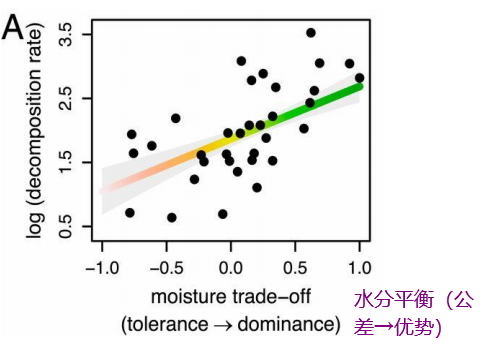 A
log (decomposition rate)
3.5
2.5
1.5
0.5
−1.0 −0.5 0.0 0.5 1.0
moisture trade−off
(tolerance → dominance)
水分平衡（公
差→优势）